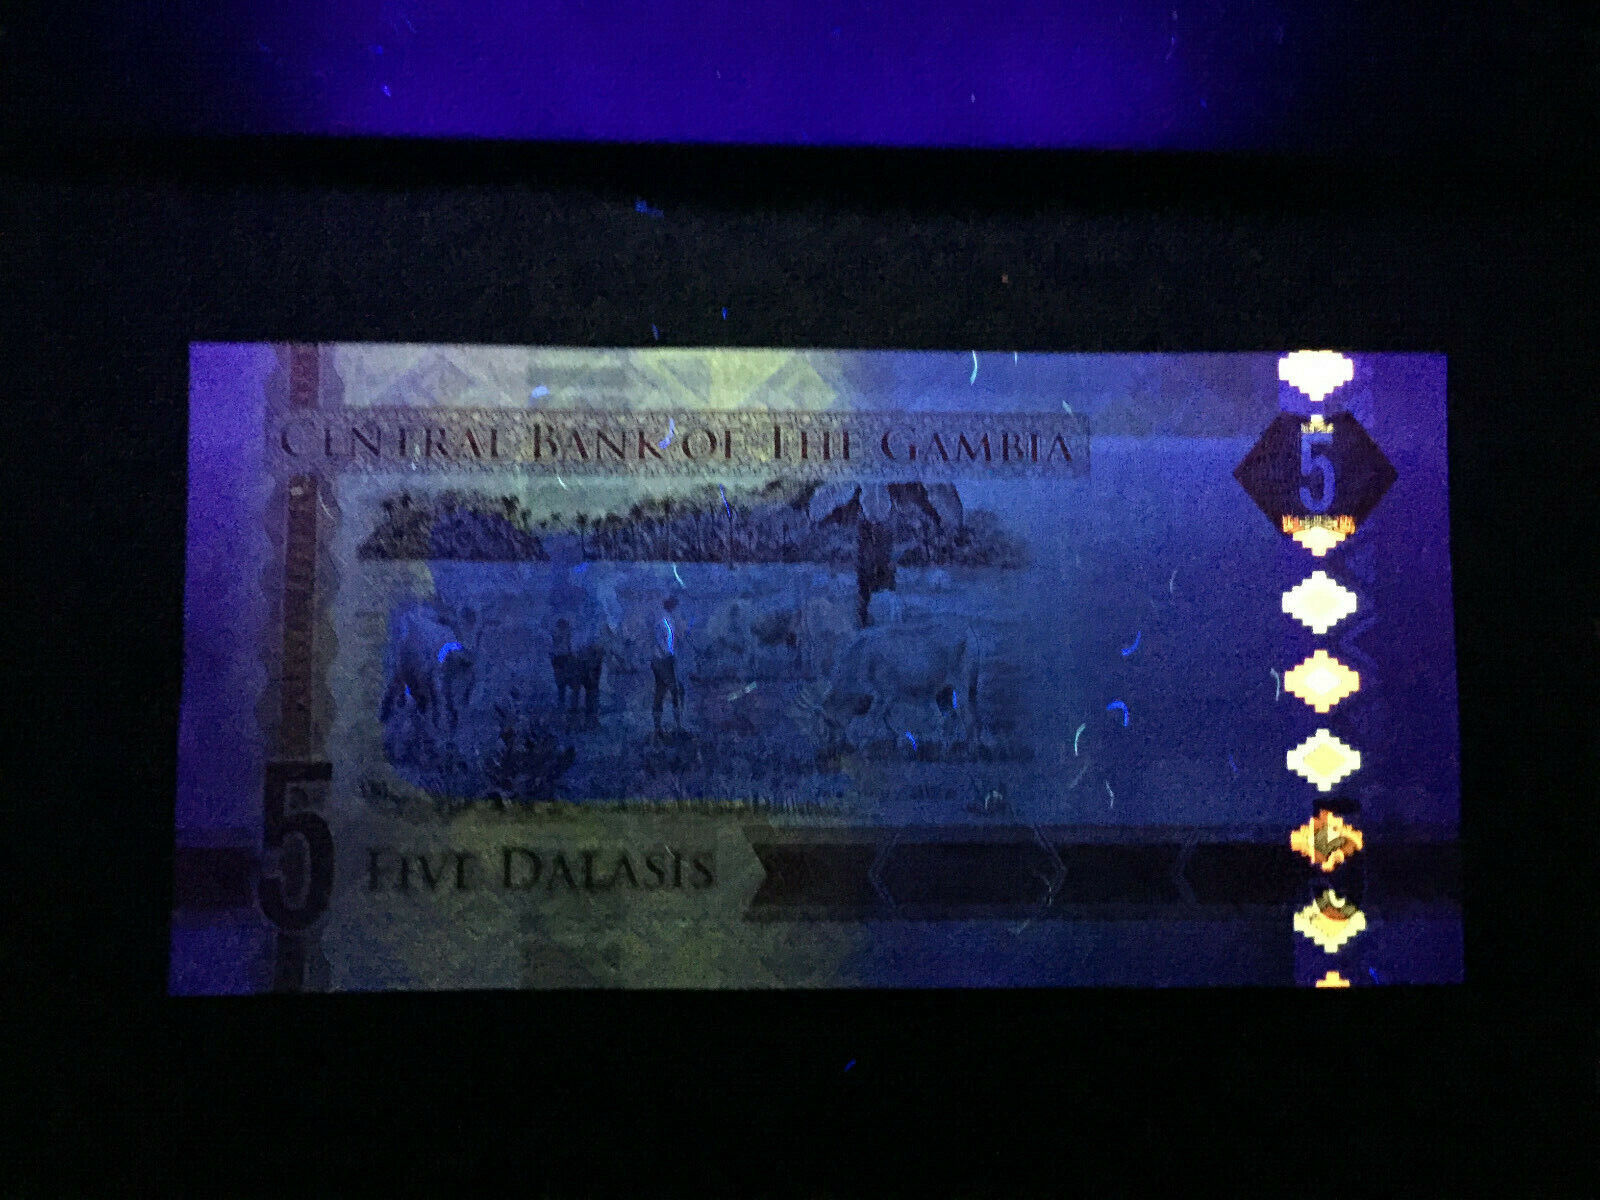 CENTRAL BANK OF THE GAMBIA
5
5
FIVE DALASIS